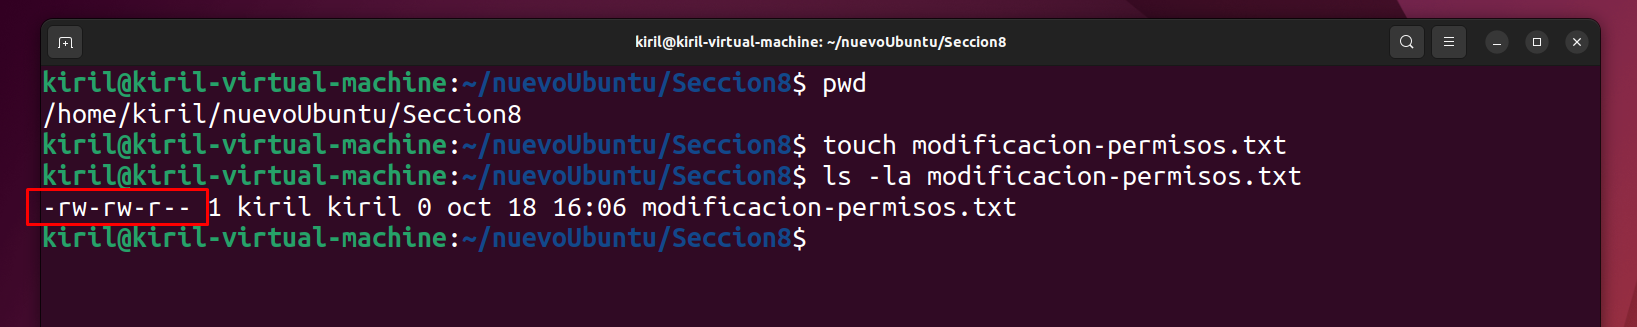 kiril@kiril-virtual-machine: ~/nuevoUbuntu/Seccion8
kiril@kiril-virtual-machine:~/nuevoUbuntu/Seccion8$ pwd
/home/kiril/nuevoUbuntu/Seccion8
kiril@kiril-virtual-machine:~/nuevoUbuntu/Seccion8$ touch modificacion-permisos.txt
kiril@kiril-virtual-machine:~/nuevoUbuntu/Seccion8$ ls -la modificacion-permisos.txt
-rw-rw-r-- 1 kiril kiril 0 oct 18 16:06 modificacion-permisos.txt
kiril@kiril-virtual-machine:~/nuevoUbuntu/Seccion8$